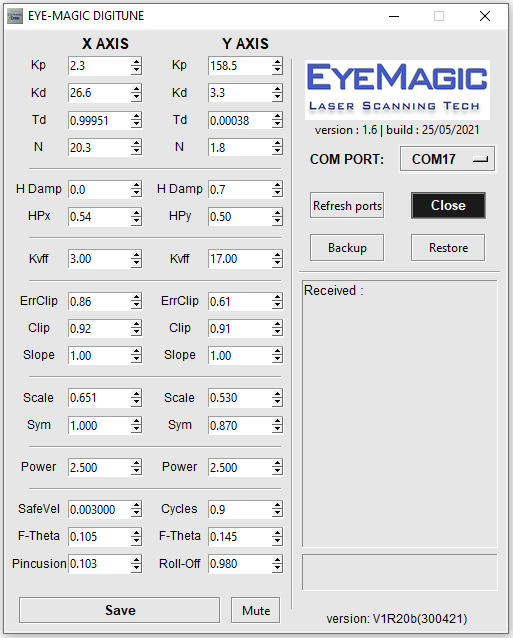 EYE-MAGIC DIGITUNE
X AXIS Y AXIS
Kp 2.3 Kp 158.5
Kd 26.6 Kd 3.3
Td 0.99951 Td 0.00038
N 20.3 N 1.8
H Damp 0.0 H Damp 0.7
HPx 0.54 HPy 0.50
Kvff 3.00 Kvff 17.00
ErrClip 0.86 ErrClip 0.61
Clip 0.92 Clip 0.91
Slope 1.00 Slope 1.00
Scale 0.651 Scale 0.530
Sym 1.000 Sym 0.870
Power 2.500 Power 2.500
SafeVel 0.003000 Cycles 0.9
F-Theta 0.105 F-Theta 0.145
Pincusion 0.103 Roll-Off 0.980
Save Mute
EYEMAGIC
LASER SCANNING TECH
version : 1.6 | build : 25/05/2021
COM PORT: COM17
Refresh ports Close
Backup Restore
Received :
version: V1R20b(300421)